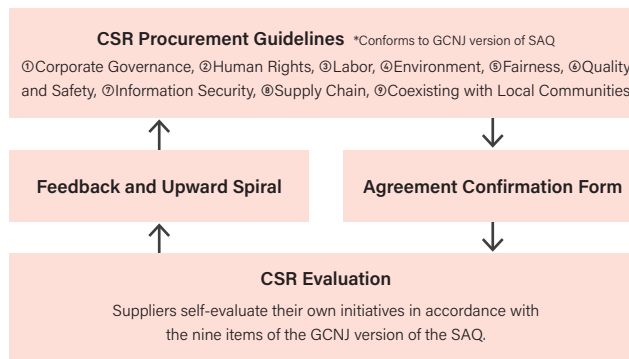 CSR Procurement Guidelines *Conforms to GCNJ version of SAQ
①Corporate Governance, ②Human Rights, ③Labor, ④Environment, ⑤Fairness, ⑥Quality
and Safety, ⑦Information Security, ⑧Supply Chain, ⑨Coexisting with Local Communities
Feedback and Upward Spiral
Agreement Confirmation Form
CSR Evaluation
Suppliers self-evaluate their own initiatives in accordance with
the nine items of the GCNJ version of the SAQ.